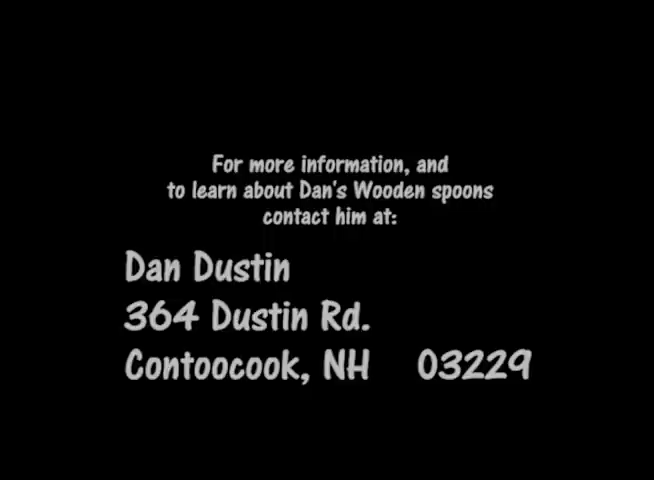 For more information, and
to learn about Dan's Wooden spoons
contact him at:
Dan Dustin
364 Dustin Rd.
Contoocook, NH 03229